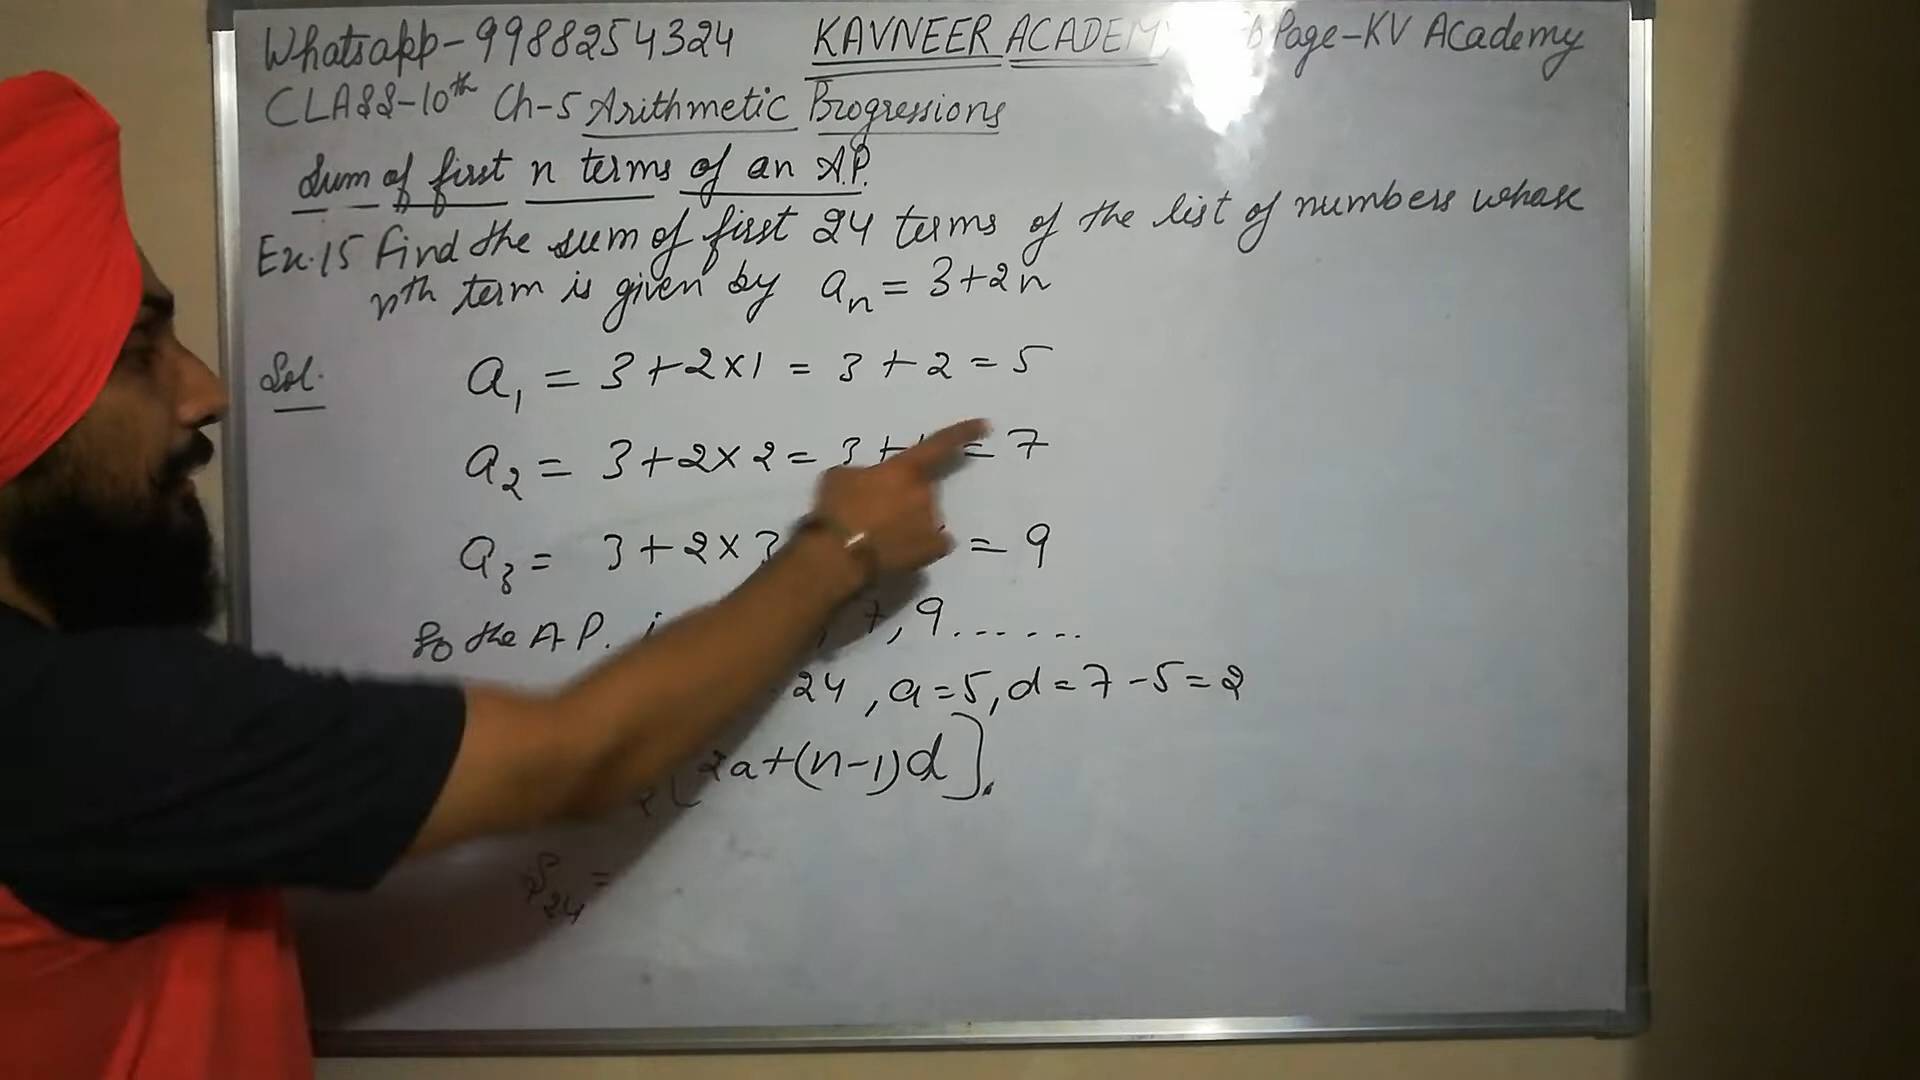 Whatsapp-9988254324 KAVNEER ACADEMY Page-KV Academy
CLASS-10th Ch-5 Arithmetic Progressions
Sum of first n terms of an A.P.
Ex.15 Find the sum of first 24 terms of the list of numbers whose
nth term is given by aₙ = 3+2n
Sol. a₁ = 3+2×1 = 3+2 = 5
a₂ = 3+2×2 = 3+ = 7
a₃ = 3+2×3 = 9
So the A.P. 7, 9.......
24, a=5, d=7-5=2
[2a+(n-1)d].
S₂₄ =